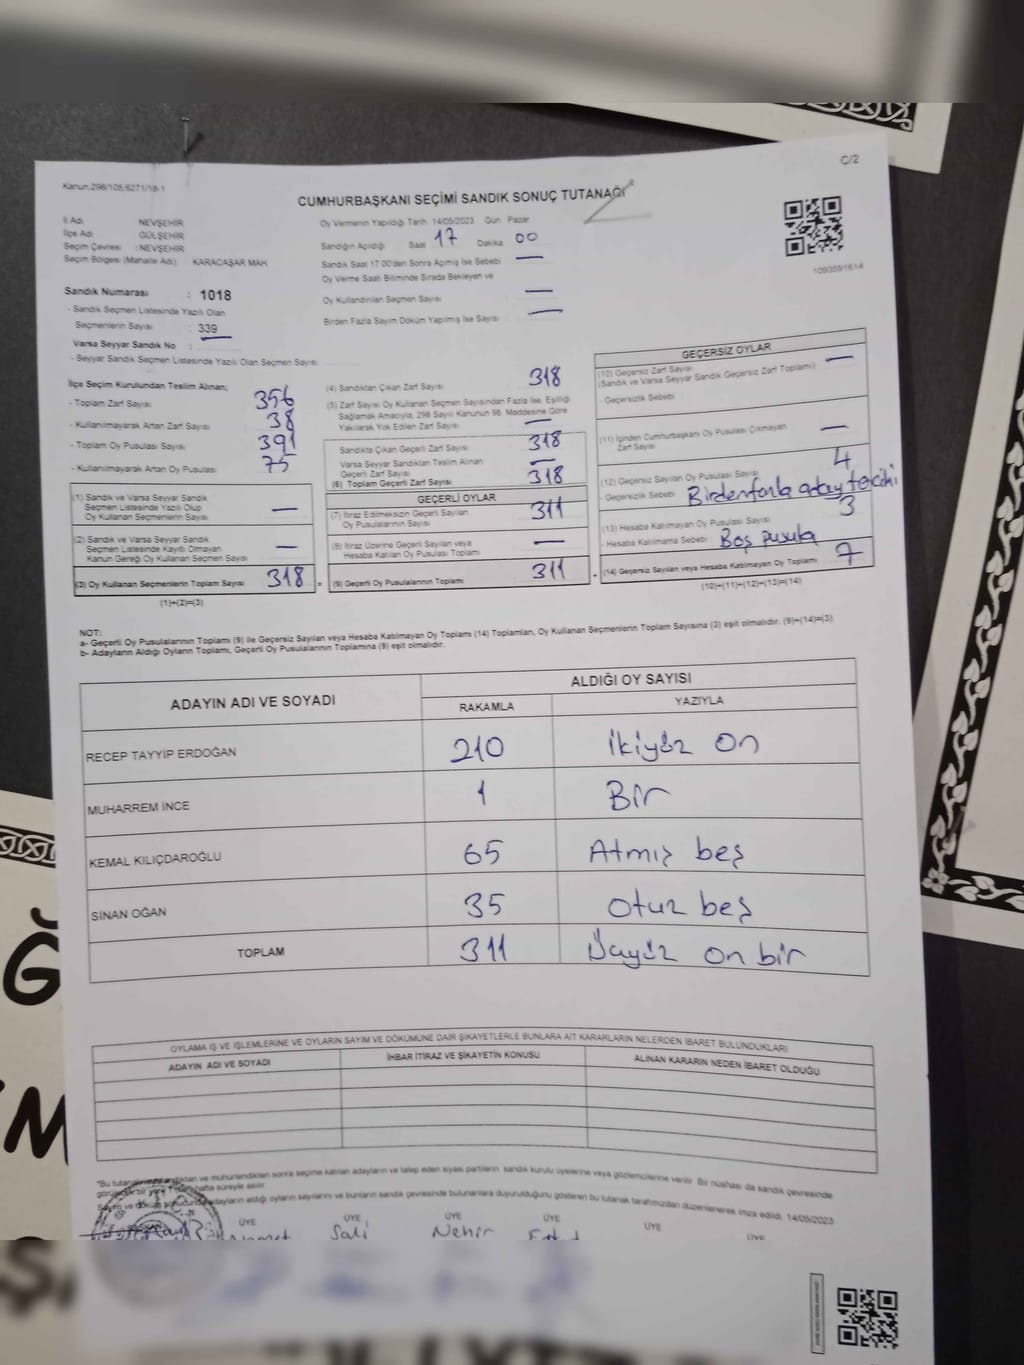 C/2
Kanun.298/105,6271/18-1
CUMHURBAŞKANI SEÇİMİ SANDIK SONUÇ TUTANAĞI
İl Adı NEVŞEHİR
İlçe Adı GÜLŞEHİR
Seçim Çevresi : NEVŞEHİR
Seçim Bölgesi (Mahalle Adı) KARACAŞAR MAH
Sandık Numarası : 1018
- Sandık Seçmen Listesinde Yazılı Olan
Seçmenlerin Sayısı : 339
Varsa Seyyar Sandık No :
- Seyyar Sandık Seçmen Listesinde Yazılı Olan Seçmen Sayısı
Oy Vermenin Yapıldığı Tarih 14/05/2023 Gün Pazar
Sandığın Açıldığı Saat 17 Dakika 00
Sandık Saat 17.00'den Sonra Açılmış İse Sebebi —
Oy Verme Saati Bitiminde Sırada Bekleyen ve
Oy Kullandırılan Seçmen Sayısı —
Birden Fazla Sayım Döküm Yapılmış İse Sayısı —
1093591614
İlçe Seçim Kurulundan Teslim Alınan;
- Toplam Zarf Sayısı 356
- Kullanılmayarak Artan Zarf Sayısı 38
- Toplam Oy Pusulası Sayısı 391
- Kullanılmayarak Artan Oy Pusulası 75
(1) Sandık ve Varsa Seyyar Sandık
Seçmen Listesinde Yazılı Olup
Oy Kullanan Seçmenlerin Sayısı —
(2) Sandık ve Varsa Seyyar Sandık
Seçmen Listesinde Kayıtlı Olmayan
Kanun Gereği Oy Kullanan Seçmenlerin Sayısı —
(3) Oy Kullanan Seçmenlerin Toplam Sayısı 318 =
(1)+(2)=(3)
(4) Sandıktan Çıkan Zarf Sayısı 318
(5) Zarf Sayısı Oy Kullanan Seçmen Sayısından Fazla İse, Eşitliği
Sağlamak Amacıyla, 298 Sayılı Kanunun 98. Maddesine Göre
Yakılarak Yok Edilen Zarf Sayısı —
Sandıkta Çıkan Geçerli Zarf Sayısı 318
Varsa Seyyar Sandıktan Teslim Alınan
Geçerli Zarf Sayısı —
(6) Toplam Geçerli Zarf Sayısı 318
GEÇERLİ OYLAR
(7) İtiraz Edilmeksizin Geçerli Sayılan
Oy Pusulalarının Sayısı 311
(8) İtiraz Üzerine Geçerli Sayılan veya
Hesaba Katılan Oy Pusulası Toplamı —
(9) Geçerli Oy Pusulalarının Toplamı 311 +
GEÇERSİZ OYLAR
(10) Geçersiz Zarf Sayısı —
(Sandık ve Varsa Seyyar Sandık Geçersiz Zarf Toplamı)
- Geçersizlik Sebebi
(11) İçinden Cumhurbaşkanı Oy Pusulası Çıkmayan
Zarf Sayısı —
(12) Geçersiz Sayılan Oy Pusulası Sayısı 4
- Geçersizlik Sebebi Birdenfazla aday tercihi
(13) Hesaba Katılmayan Oy Pusulası Sayısı 3
- Hesaba Katılmama Sebebi Boş pusula
(14) Geçersiz Sayılan veya Hesaba Katılmayan Oy Toplamı 7
(10)+(11)+(12)+(13)=(14)
NOT:
a- Geçerli Oy Pusulalarının Toplamı (9) ile Geçersiz Sayılan veya Hesaba Katılmayan Oy Toplamı (14) Toplamları, Oy Kullanan Seçmenlerin Toplam Sayısına (3) eşit olmalıdır. (9)+(14)=(3)
b- Adayların Aldığı Oyların Toplamı, Geçerli Oy Pusulalarının Toplamına (9) eşit olmalıdır.
ADAYIN ADI VE SOYADI ALDIĞI OY SAYISI
RAKAMLA YAZIYLA
RECEP TAYYİP ERDOĞAN 210 İkiyüz On
MUHARREM İNCE 1 Bir
KEMAL KILIÇDAROĞLU 65 Atmış beş
SİNAN OĞAN 35 Otuz beş
TOPLAM 311 Üçyüz on bir
OYLAMA İŞ VE İŞLEMLERİNE VE OYLARIN SAYIM VE DÖKÜMÜNE DAİR ŞİKAYETLERLE BUNLARA AİT KARARLARIN NELERDEN İBARET BULUNDUKLARI
ADAYIN ADI VE SOYADI İHBAR İTİRAZ VE ŞİKAYETİN KONUSU ALINAN KARARIN NEDEN İBARET OLDUĞU
sonra seçime katılan adayların ve talep eden siyasi partilerin sandık kurulu üyelerine veya gözlemcilerine verilir. Bir nüshası da sandık çevresinde
hafta süreyle asılır.
adayların aldığı oyların sayılarını ve bunların sandık çevresinde bulunanlara duyurulduğunu gösteren bu tutanak tarafımızdan düzenlenerek imza edildi. 14/05/2023
BAŞKAN ÜYE ÜYE ÜYE ÜYE ÜYE ÜYE
Sali Nehir